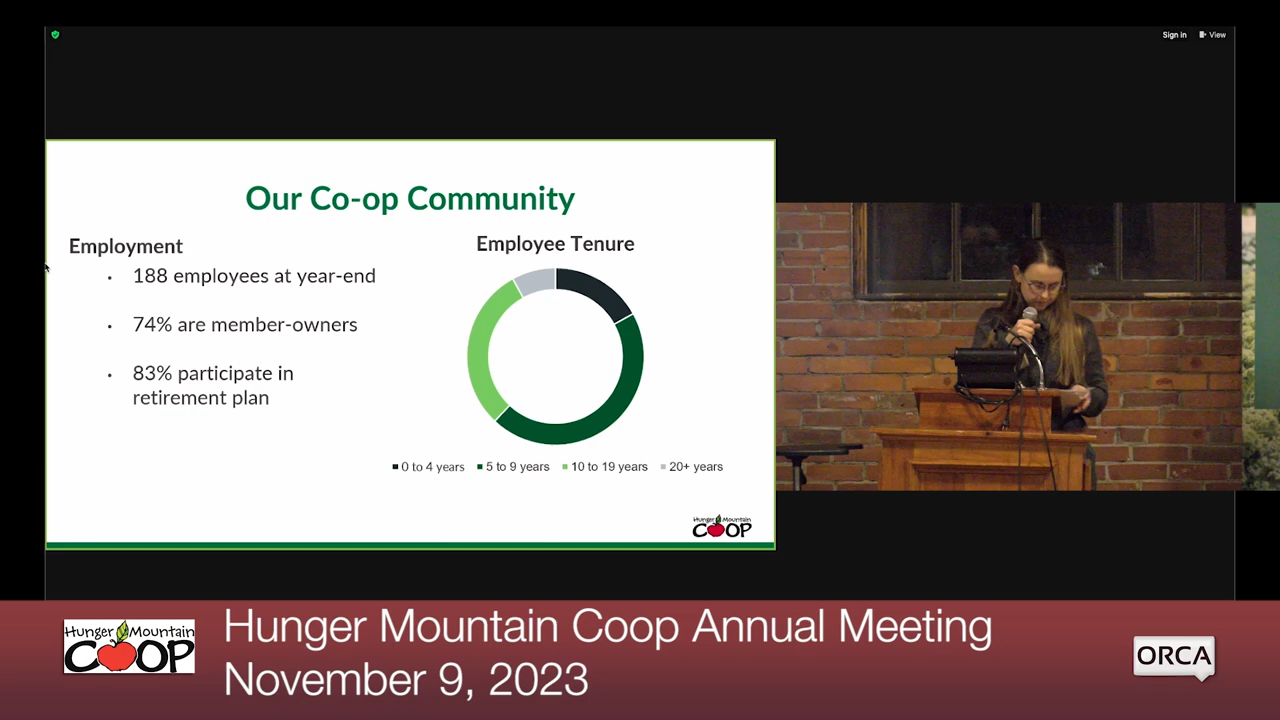 Sign in View
Our Co-op Community
Employment
188 employees at year-end
74% are member-owners
83% participate in
retirement plan
Employee Tenure
0 to 4 years 5 to 9 years 10 to 19 years 20+ years
Hunger Mountain
COOP
Hunger Mountain
COOP
Hunger Mountain Coop Annual Meeting
November 9, 2023
ORCA